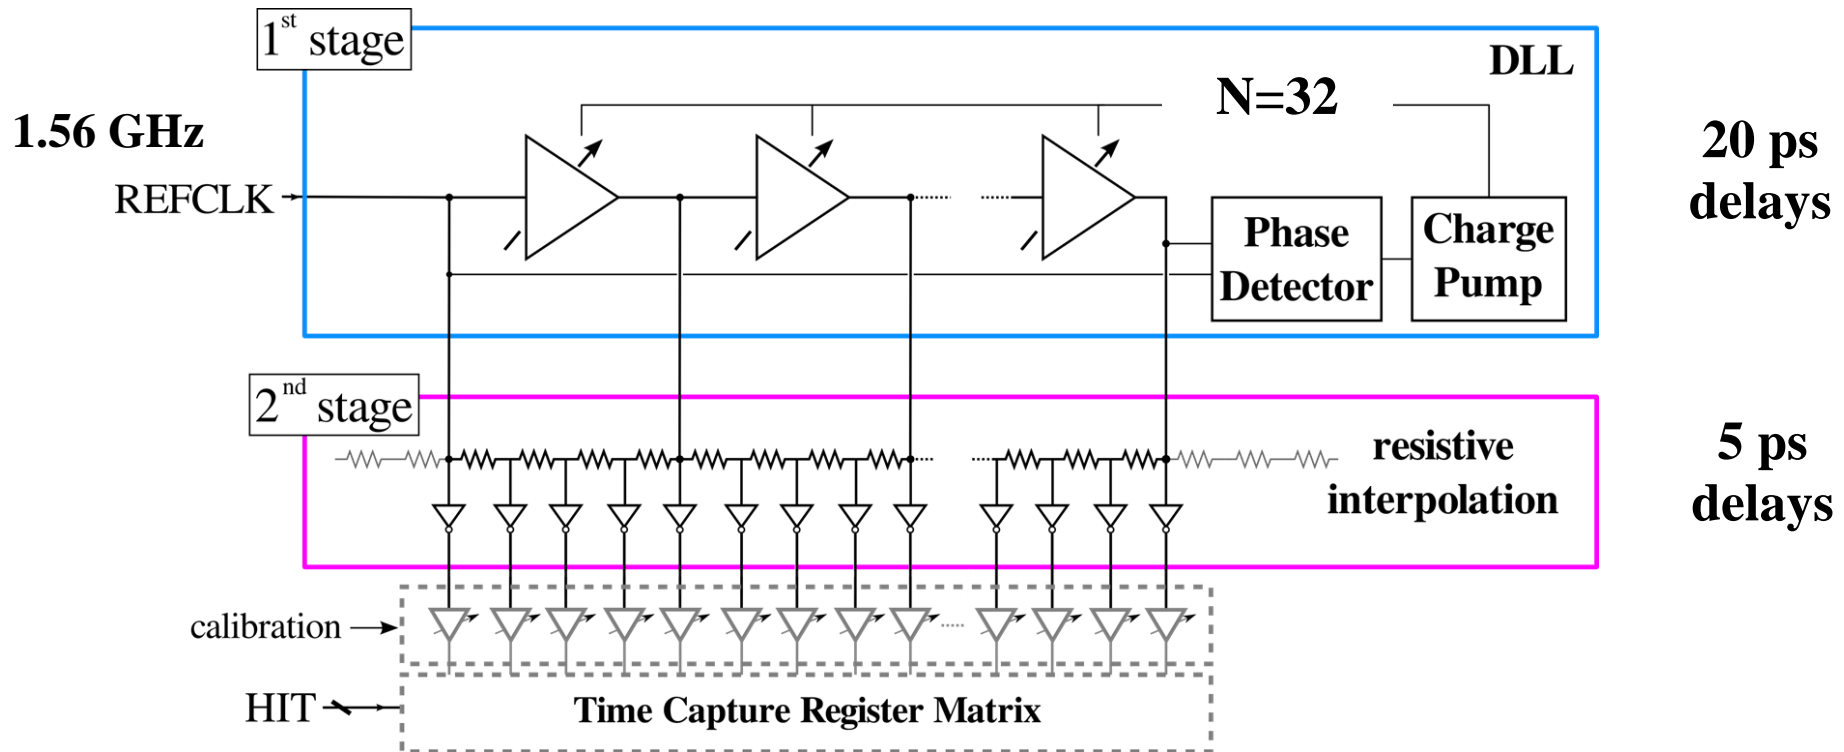 1st stage
DLL
N=32
1.56 GHz
20 ps
delays
REFCLK
Phase
Detector
Charge
Pump
2nd stage
resistive
interpolation
5 ps
delays
calibration
HIT
Time Capture Register Matrix